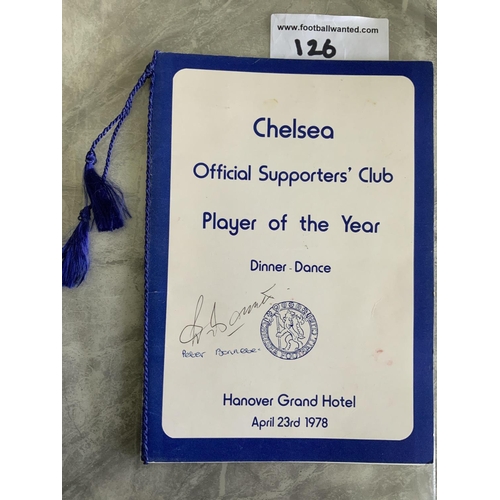 www.footballwanted.com
126
Chelsea
Official Supporters' Club
Player of the Year
Dinner - Dance
Peter Bonnetti
Hanover Grand Hotel
April 23rd 1978